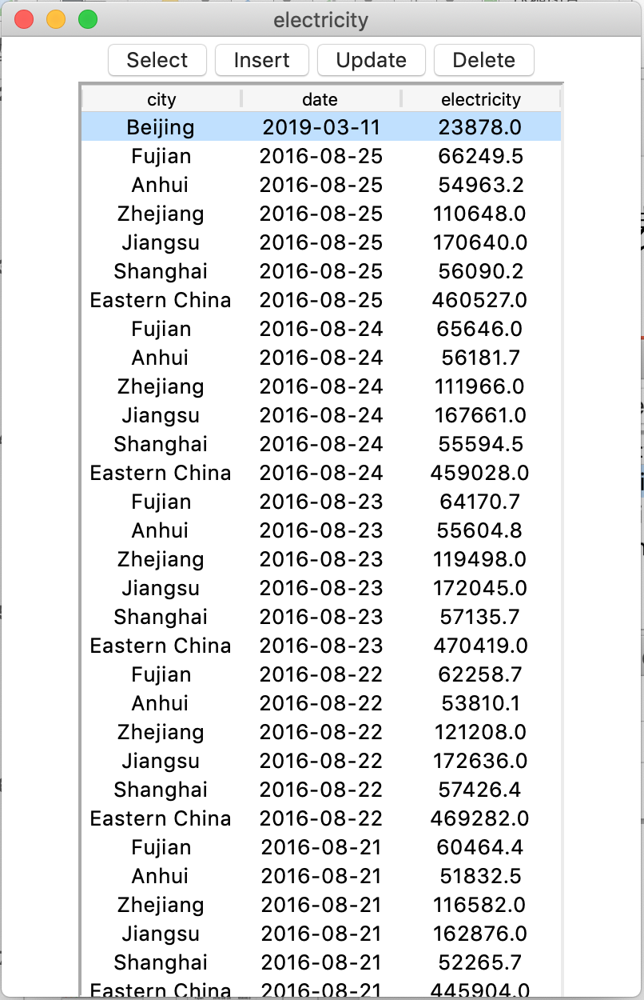 electricity
Select Insert Update Delete
city date electricity
Beijing 2019-03-11 23878.0
Fujian 2016-08-25 66249.5
Anhui 2016-08-25 54963.2
Zhejiang 2016-08-25 110648.0
Jiangsu 2016-08-25 170640.0
Shanghai 2016-08-25 56090.2
Eastern China 2016-08-25 460527.0
Fujian 2016-08-24 65646.0
Anhui 2016-08-24 56181.7
Zhejiang 2016-08-24 111966.0
Jiangsu 2016-08-24 167661.0
Shanghai 2016-08-24 55594.5
Eastern China 2016-08-24 459028.0
Fujian 2016-08-23 64170.7
Anhui 2016-08-23 55604.8
Zhejiang 2016-08-23 119498.0
Jiangsu 2016-08-23 172045.0
Shanghai 2016-08-23 57135.7
Eastern China 2016-08-23 470419.0
Fujian 2016-08-22 62258.7
Anhui 2016-08-22 53810.1
Zhejiang 2016-08-22 121208.0
Jiangsu 2016-08-22 172636.0
Shanghai 2016-08-22 57426.4
Eastern China 2016-08-22 469282.0
Fujian 2016-08-21 60464.4
Anhui 2016-08-21 51832.5
Zhejiang 2016-08-21 116582.0
Jiangsu 2016-08-21 162876.0
Shanghai 2016-08-21 52265.7
Eastern China 2016-08-21 445904.0